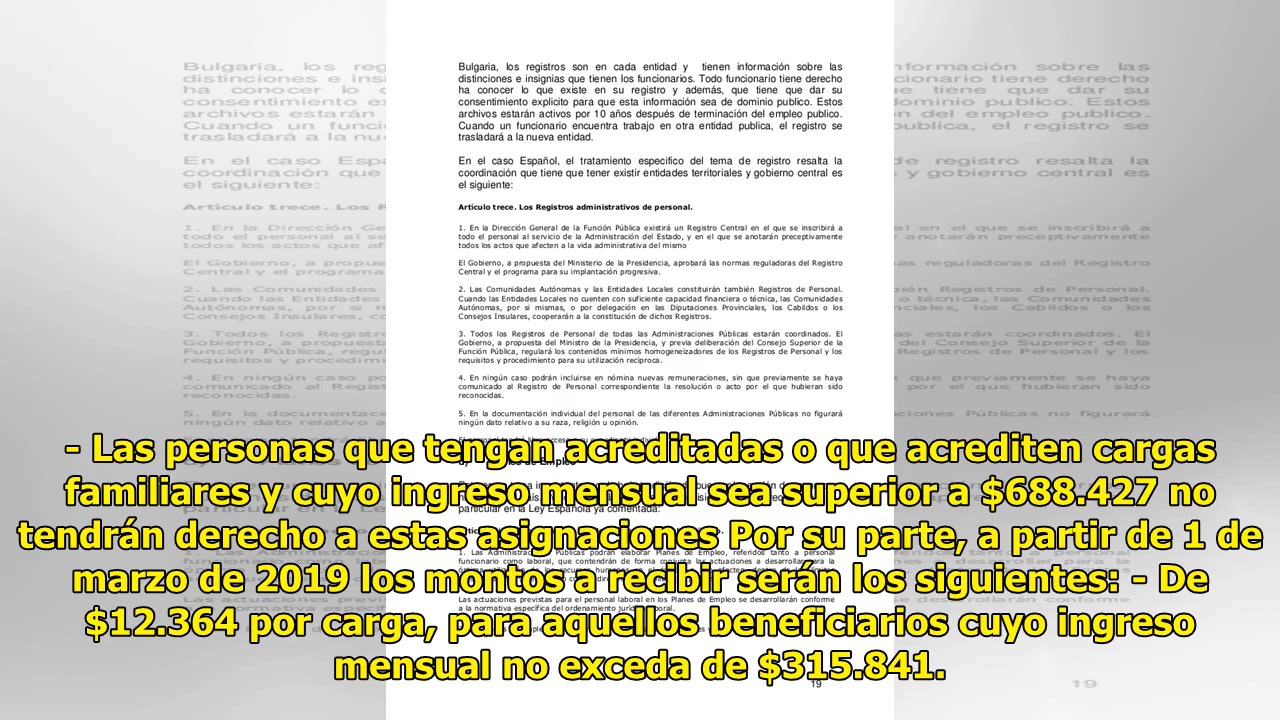 Bulgaria, los registros son en cada entidad y tienen información sobre las
distinciones e insignias que tienen los funcionarios. Todo funcionario tiene derecho
ha conocer lo que existe en su registro y además, que tiene que dar su
consentimiento explicito para que esta información sea de dominio publico. Estos
archivos estarán activos por 10 años después de terminación del empleo publico.
Cuando un funcionario encuentra trabajo en otra entidad publica, el registro se
trasladará a la nueva entidad.
En el caso Español, el tratamiento especifico del tema de registro resalta la
coordinación que tiene que tener existir entidades territoriales y gobierno central es
el siguiente:
Artículo trece. Los Registros administrativos de personal.
1. En la Dirección General de la Función Pública existirá un Registro Central en el que se inscribirá a
todo el personal al servicio de la Administración del Estado, y en el que se anotarán preceptivamente
todos los actos que afecten a la vida administrativa del mismo
El Gobierno, a propuesta del Ministerio de la Presidencia, aprobará las normas reguladoras del Registro
Central y el programa para su implantación progresiva.
2. Las Comunidades Autónomas y las Entidades Locales constituirán también Registros de Personal.
Cuando las Entidades Locales no cuenten con suficiente capacidad financiera o técnica, las Comunidades
Autónomas, por si mismas, o por delegación en las Diputaciones Provinciales, los Cabildos o los
Consejos Insulares, cooperarán a la constitución de dichos Registros.
3. Todos los Registros de Personal de todas las Administraciones Públicas estarán coordinados. El
Gobierno, a propuesta del Ministro de la Presidencia, y previa deliberación del Consejo Superior de la
Función Pública, regulará los contenidos mínimos homogeneizadores de los Registros de Personal y los
requisitos y procedimiento para su utilización recíproca.
4. En ningún caso podrán incluirse en nómina nuevas remuneraciones, sin que previamente se haya
comunicado al Registro de Personal correspondiente la resolución o acto por el que hubieran sido
reconocidas.
5. En la documentación individual del personal de las diferentes Administraciones Públicas no figurará
ningún dato relativo a su raza, religión u opinión.
- Las personas que tengan acreditadas o que acrediten cargas
familiares y cuyo ingreso mensual sea superior a $688.427 no
tendrán derecho a estas asignaciones Por su parte, a partir de 1 de
marzo de 2019 los montos a recibir serán los siguientes: - De
$12.364 por carga, para aquellos beneficiarios cuyo ingreso
mensual no exceda de $315.841.
19